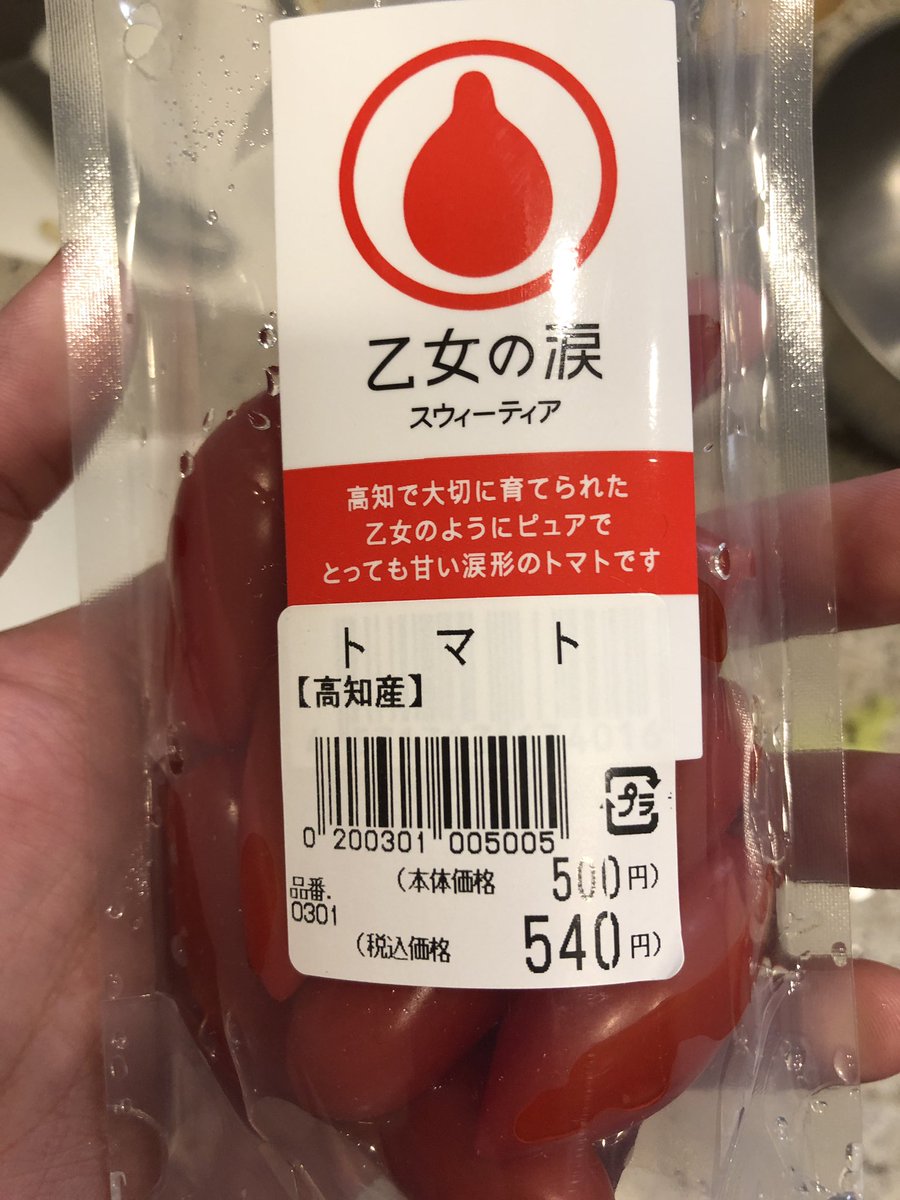 乙女の涙
スウィーティア
高知で大切に育てられた
乙女のようにピュアで
とっても甘い涙形のトマトです
トマト
【高知産】
0 200301 005005
プラ
(本体価格 500円)
品番.
0301
(税込価格 540円)